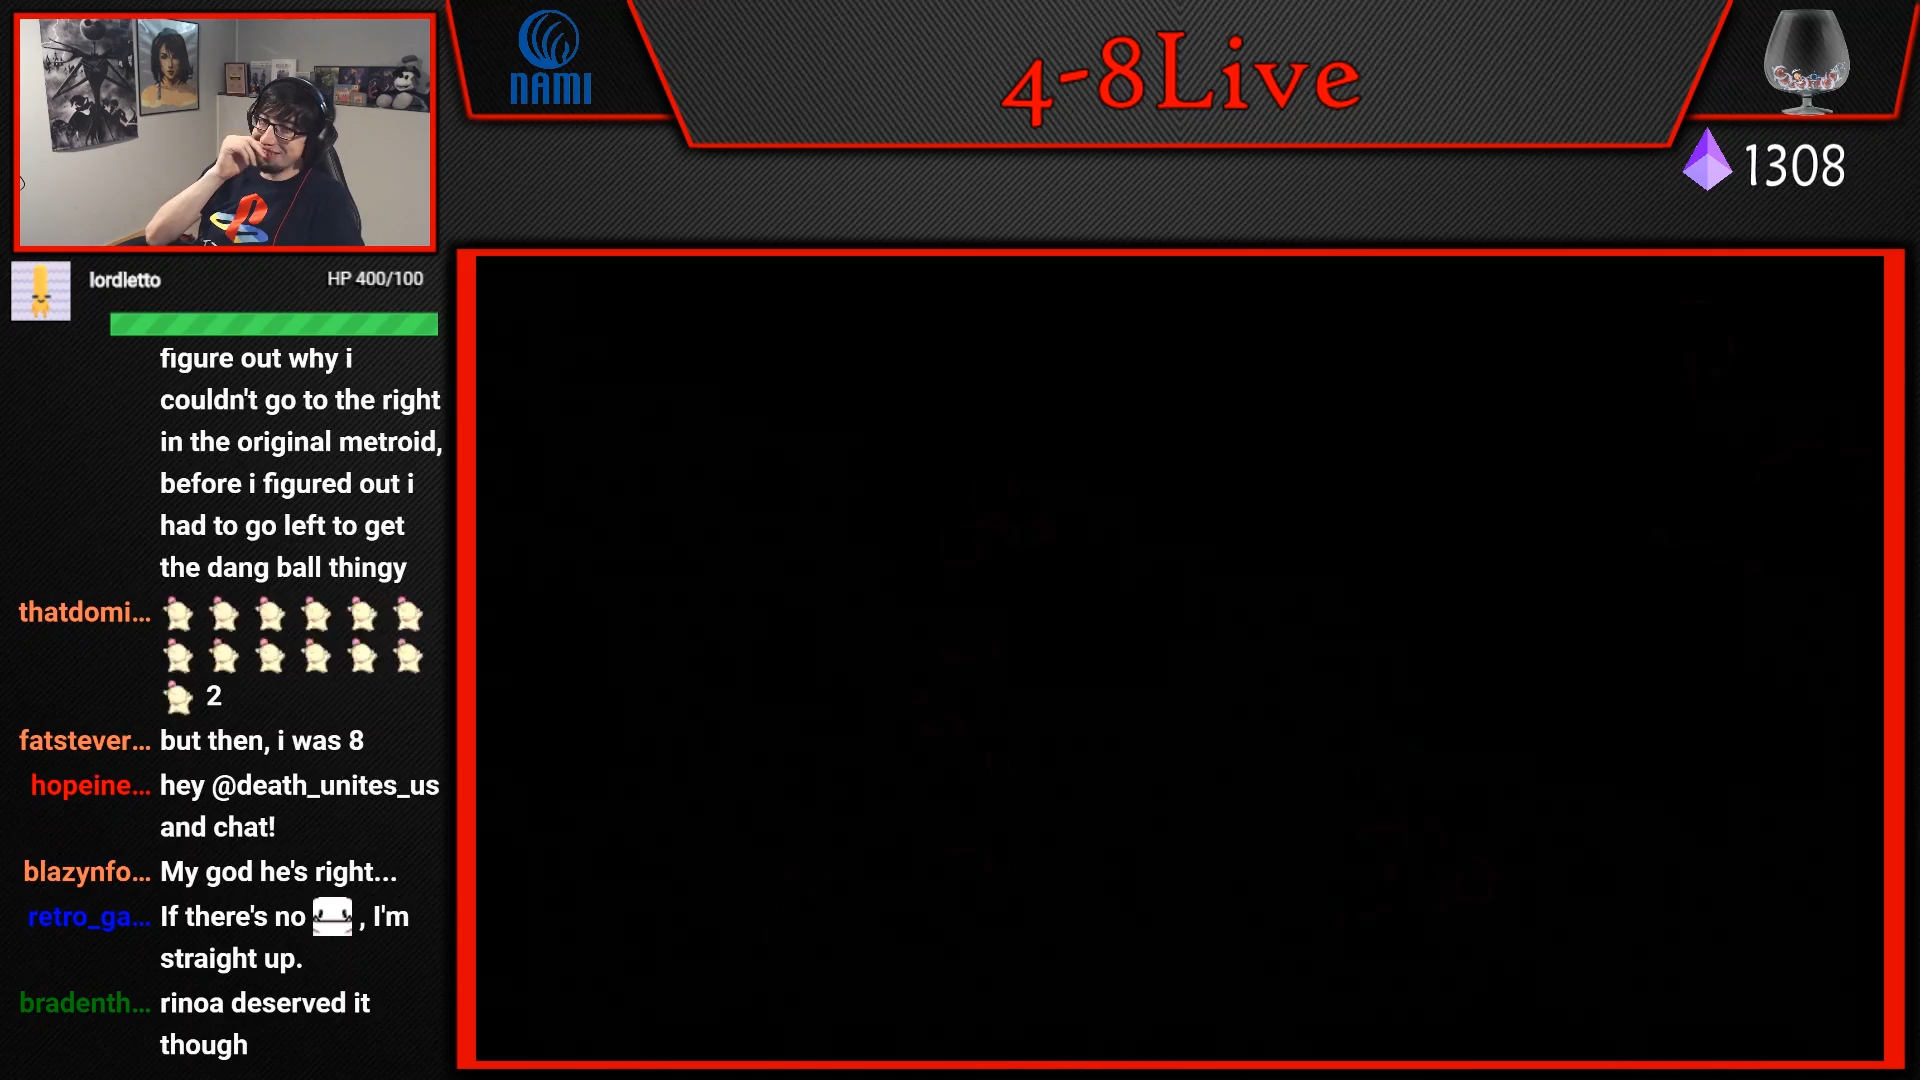 NAMI
4-8Live
1308
lordletto
HP 400/100
figure out why i
couldn't go to the right
in the original metroid,
before i figured out i
had to go left to get
the dang ball thingy
thatdomi...
2
fatstever... but then, i was 8
hopeine... hey @death_unites_us
and chat!
blazynfo... My god he's right...
retro_ga... If there's no , I'm
straight up.
bradenth... rinoa deserved it
though